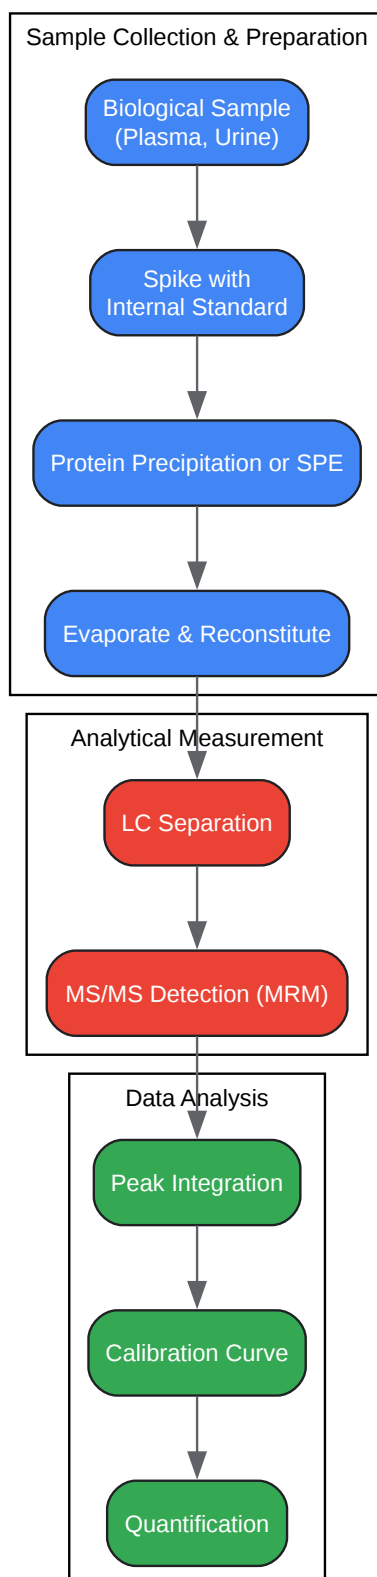 Sample Collection & Preparation
Biological Sample
(Plasma, Urine)
Spike with
Internal Standard
Protein Precipitation or SPE
Evaporate & Reconstitute
Analytical Measurement
LC Separation
MS/MS Detection (MRM)
Data Analysis
Peak Integration
Calibration Curve
Quantification